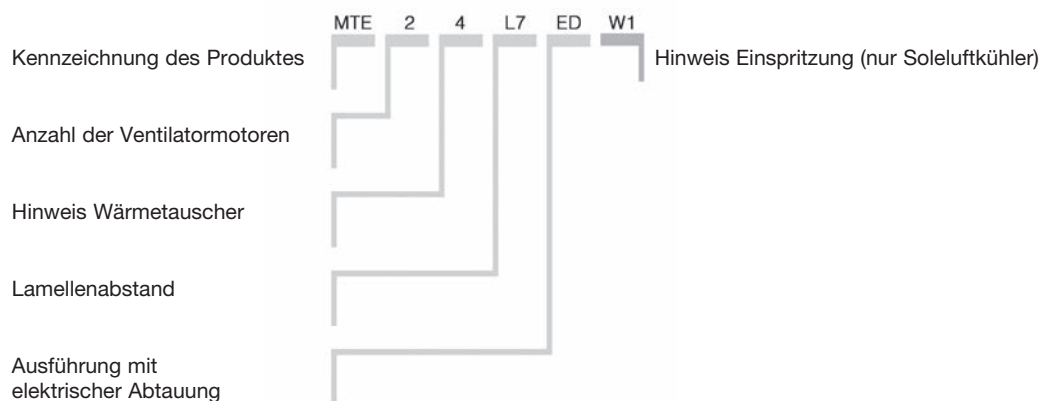 MTE 2 4 L7 ED W1
Kennzeichnung des Produktes
Hinweis Einspritzung (nur Soleluftkühler)
Anzahl der Ventilatormotoren
Hinweis Wärmetauscher
Lamellenabstand
Ausführung mit
elektrischer Abtauung